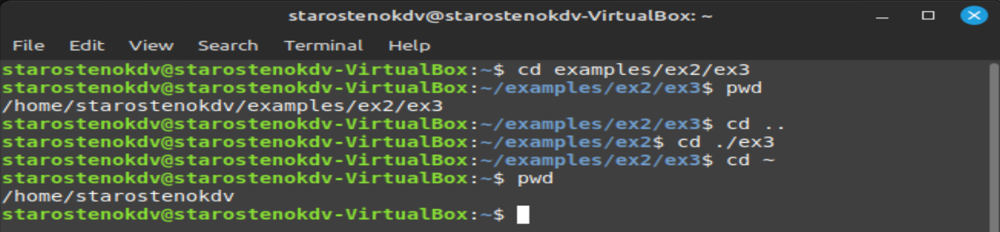 starostenokdv@starostenokdv-VirtualBox: ~
File Edit View Search Terminal Help
starostenokdv@starostenokdv-VirtualBox:~$ cd examples/ex2/ex3
starostenokdv@starostenokdv-VirtualBox:~/examples/ex2/ex3$ pwd
/home/starostenokdv/examples/ex2/ex3
starostenokdv@starostenokdv-VirtualBox:~/examples/ex2/ex3$ cd ..
starostenokdv@starostenokdv-VirtualBox:~/examples/ex2$ cd ./ex3
starostenokdv@starostenokdv-VirtualBox:~/examples/ex2/ex3$ cd ~
starostenokdv@starostenokdv-VirtualBox:~$ pwd
/home/starostenokdv
starostenokdv@starostenokdv-VirtualBox:~$